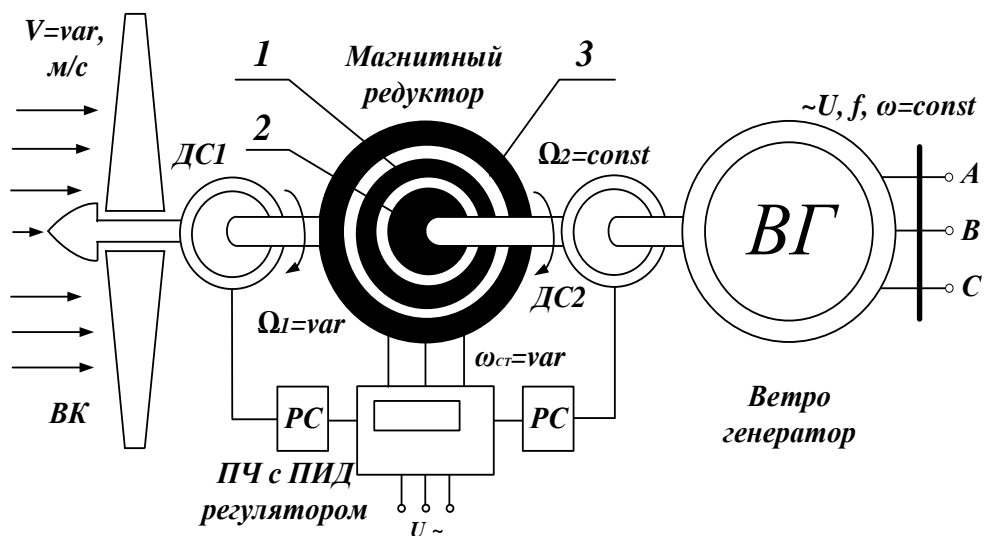 V=var,
м/с
1
Магнитный
редуктор
3
2
ДС1
Ω2=const
~U, f, ω=const
A
B
C
ВГ
ДС2
Ω1=var
ωст=var
ВК
РС
РС
Ветро
генератор
ПЧ с ПИД
регулятором
U ~